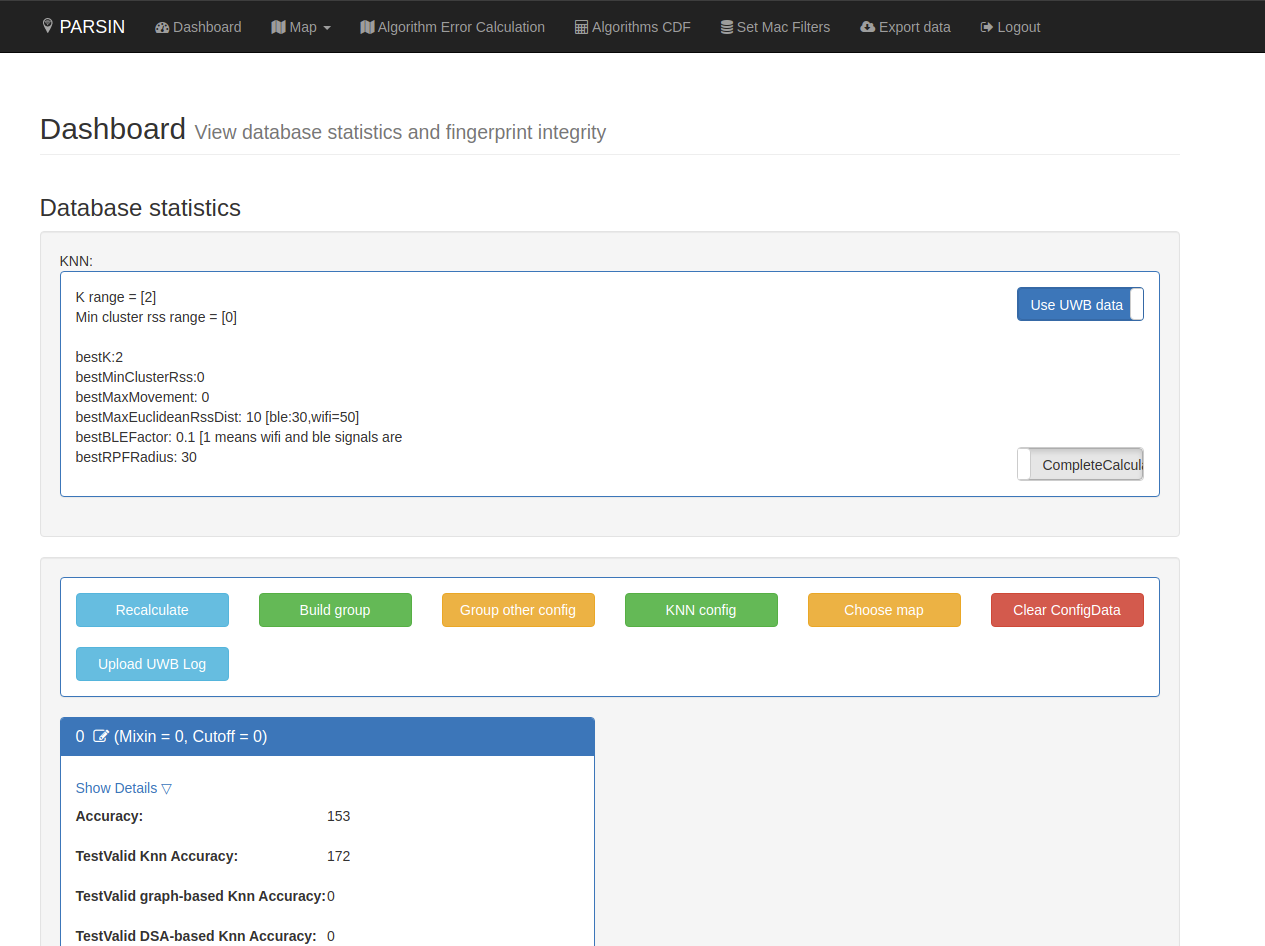 PARSIN Dashboard Map Algorithm Error Calculation Algorithms CDF Set Mac Filters Export data Logout
Dashboard View database statistics and fingerprint integrity
Database statistics
KNN:
K range = [2]
Use UWB data
Min cluster rss range = [0]
bestK:2
bestMinClusterRss:0
bestMaxMovement: 0
bestMaxEuclideanRssDist: 10 [ble:30,wifi=50]
bestBLEFactor: 0.1 [1 means wifi and ble signals are
bestRPFRadius: 30
CompleteCalcula
Recalculate Build group Group other config KNN config Choose map Clear ConfigData
Upload UWB Log
0 (Mixin = 0, Cutoff = 0)
Show Details ▽
Accuracy: 153
TestValid Knn Accuracy: 172
TestValid graph-based Knn Accuracy: 0
TestValid DSA-based Knn Accuracy: 0